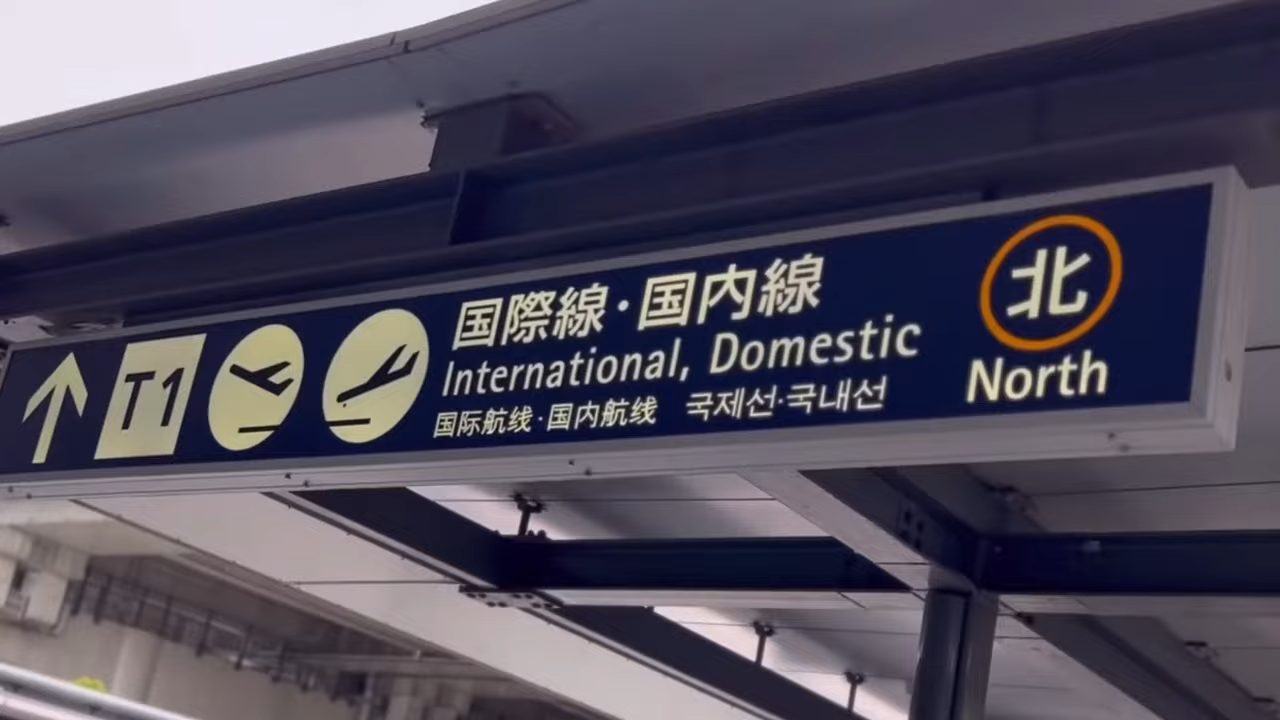 T1
国際線・国内線
International, Domestic
国际航线・国内航线 국제선・국내선
北
North